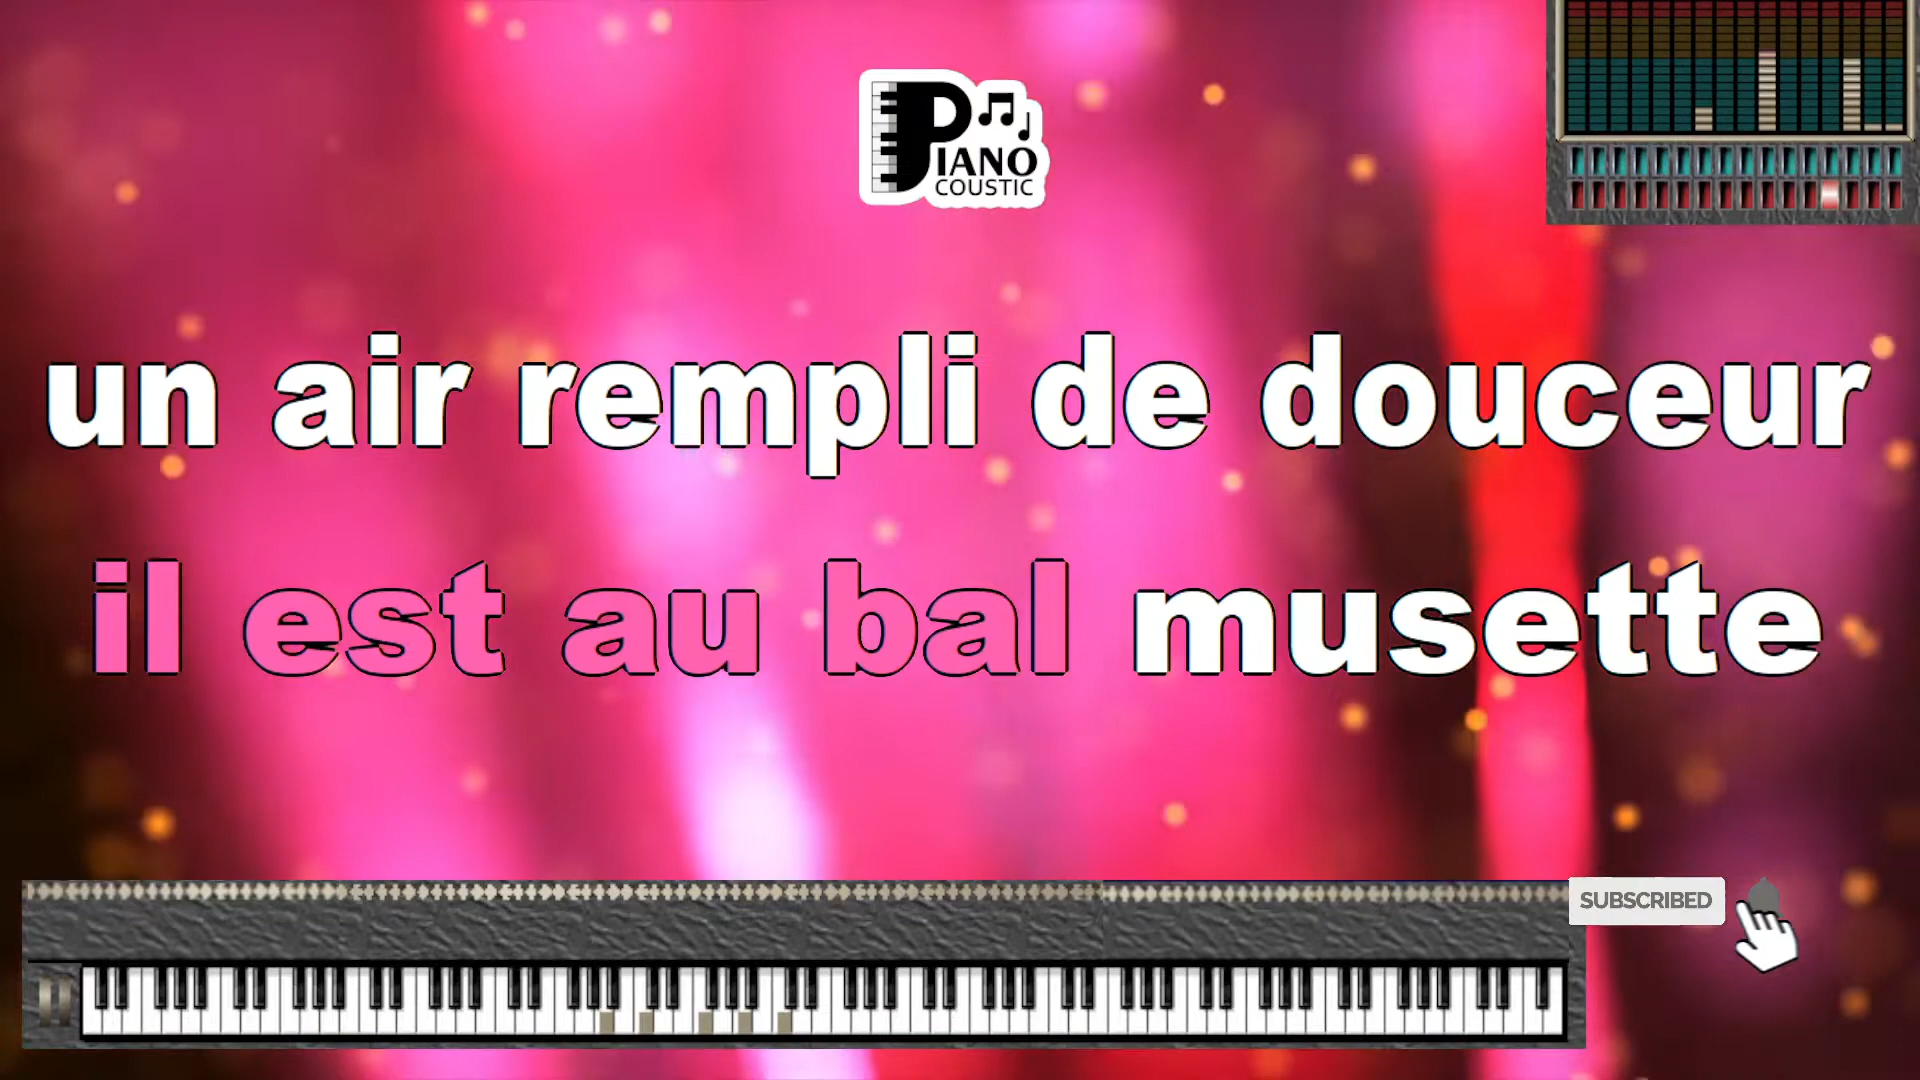 PIANO
COUSTIC
un air rempli de douceur
il est au bal musette
SUBSCRIBED